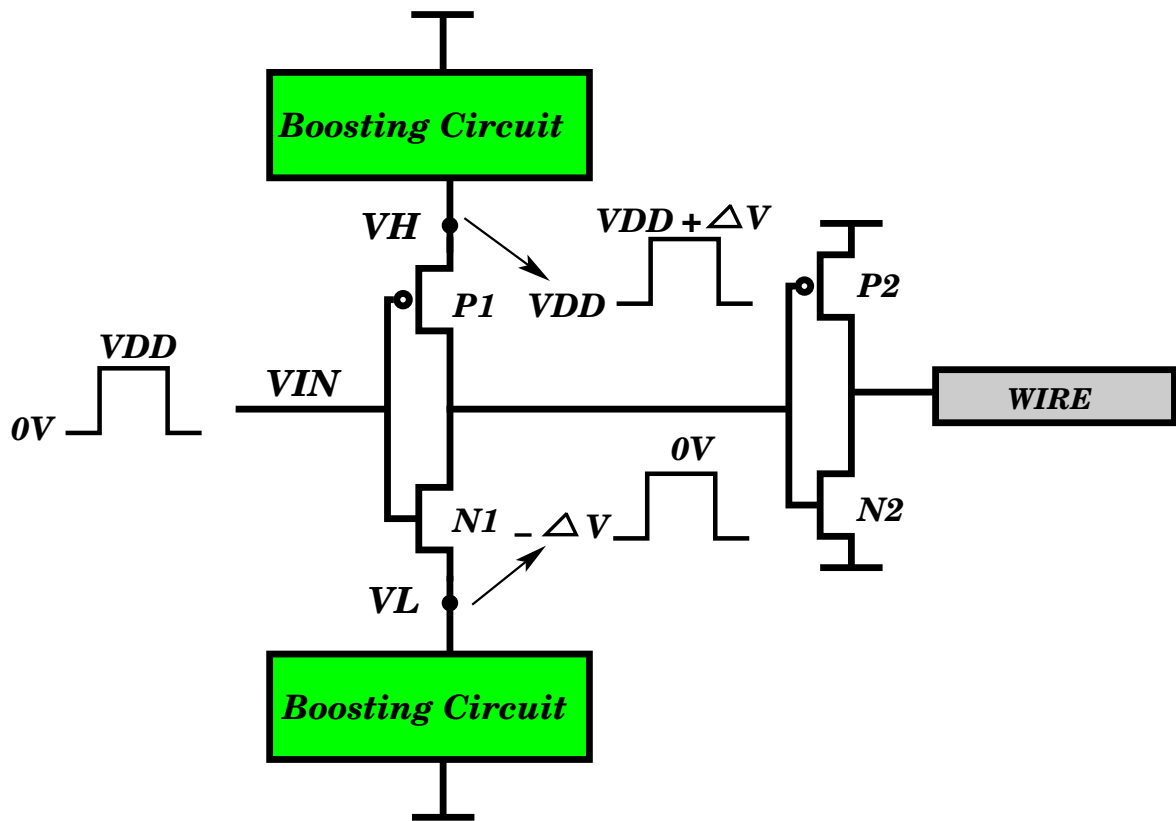 Boosting Circuit
VH
VDD + △V
VDD
P1
P2
VDD
0V
VIN
WIRE
0V
N1
– △V
N2
VL
Boosting Circuit